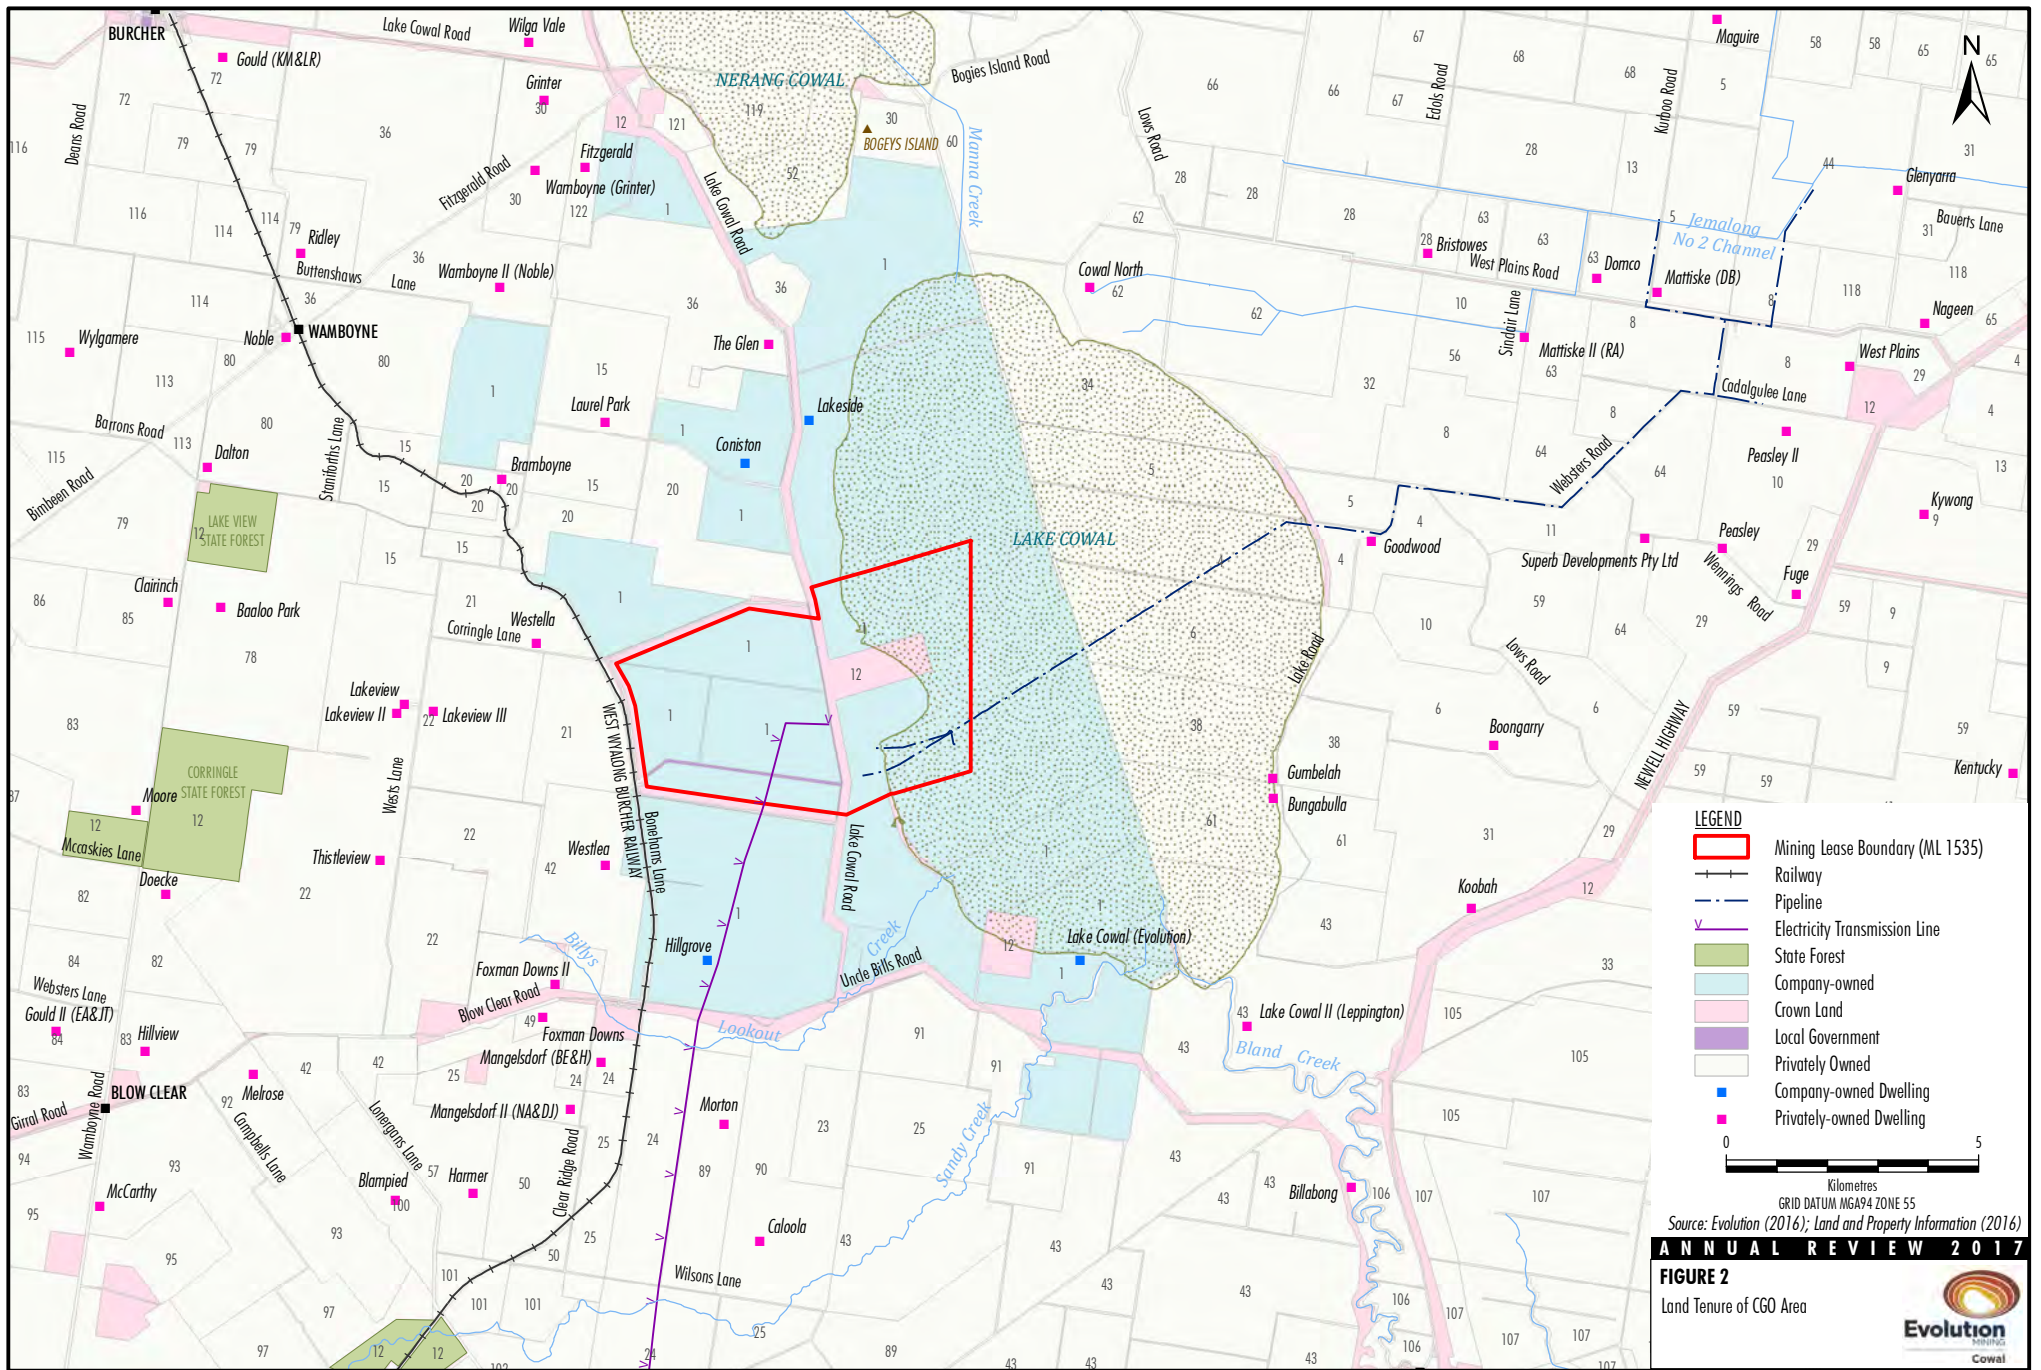 BURCHER
Lake Cowal Road
Wilga Vale
Gould (KM&LR)
Grinter
NERANG COWAL
Bogies Island Road
Maguire
N
Deans Road
Fitzgerald Road
Fitzgerald
Wamboyne (Grinter)
BOGEYS ISLAND
Manna Creek
Lows Road
Edols Road
Kurboo Road
Glenyarra
Bauerts Lane
Jemalong
No 2 Channel
Ridley
Buttenshaws
Lane
Wamboyne II (Noble)
Lake Cowal Road
Cowal North
Bristowes
West Plains Road
Domco
Mattiske (DB)
Nageen
Wylgamere
Noble
WAMBOYNE
The Glen
Sinclair Lane
Mattiske II (RA)
West Plains
Cadalgulee Lane
Laurel Park
Lakeside
Coniston
Barrons Road
Dalton
Staniforths Lane
Bramboyne
Bimbeen Road
Websters Road
Peasley II
Kywong
LAKE VIEW
STATE FOREST
LAKE COWAL
Goodwood
Superb Developments Pty Ltd
Peasley
Wennings Road
Fuge
Clairinch
Baaloo Park
Westella
Corringle Lane
Lake Road
Lows Road
Lakeview
Lakeview II
Lakeview III
WEST WYALONG BURCHER RAILWAY
Boongarry
NEWELL HIGHWAY
Kentucky
CORRINGLE
STATE FOREST
Moore
Wests Lane
Gumbelah
Bungabulla
Mccaskies Lane
Doecke
Thistleview
Westlea
Bonehams Lane
Lake Cowal Road
Koobah
Hillgrove
Billys
Creek
Uncle Bills Road
Lake Cowal (Evolution)
Websters Lane
Gould II (EA&JT)
Hillview
Foxman Downs II
Blow Clear Road
Foxman Downs
Lookout
Lake Cowal II (Leppington)
Bland Creek
Mangelsdorf (BE&H)
Mangelsdorf II (NA&DJ)
BLOW CLEAR
Girral Road
Wamboyne Road
Melrose
Campbells Lane
Lonergans Lane
Morton
Sandy Creek
Clear Ridge Road
Blampied
Harmer
McCarthy
Billabong
Caloola
Wilsons Lane
LEGEND
Mining Lease Boundary (ML 1535)
Railway
Pipeline
Electricity Transmission Line
State Forest
Company-owned
Crown Land
Local Government
Privately Owned
Company-owned Dwelling
Privately-owned Dwelling
0 5
Kilometres
GRID DATUM MGA94 ZONE 55
Source: Evolution (2016); Land and Property Information (2016)
ANNUAL REVIEW 2017
FIGURE 2
Land Tenure of CGO Area
Evolution
MINING
Cowal